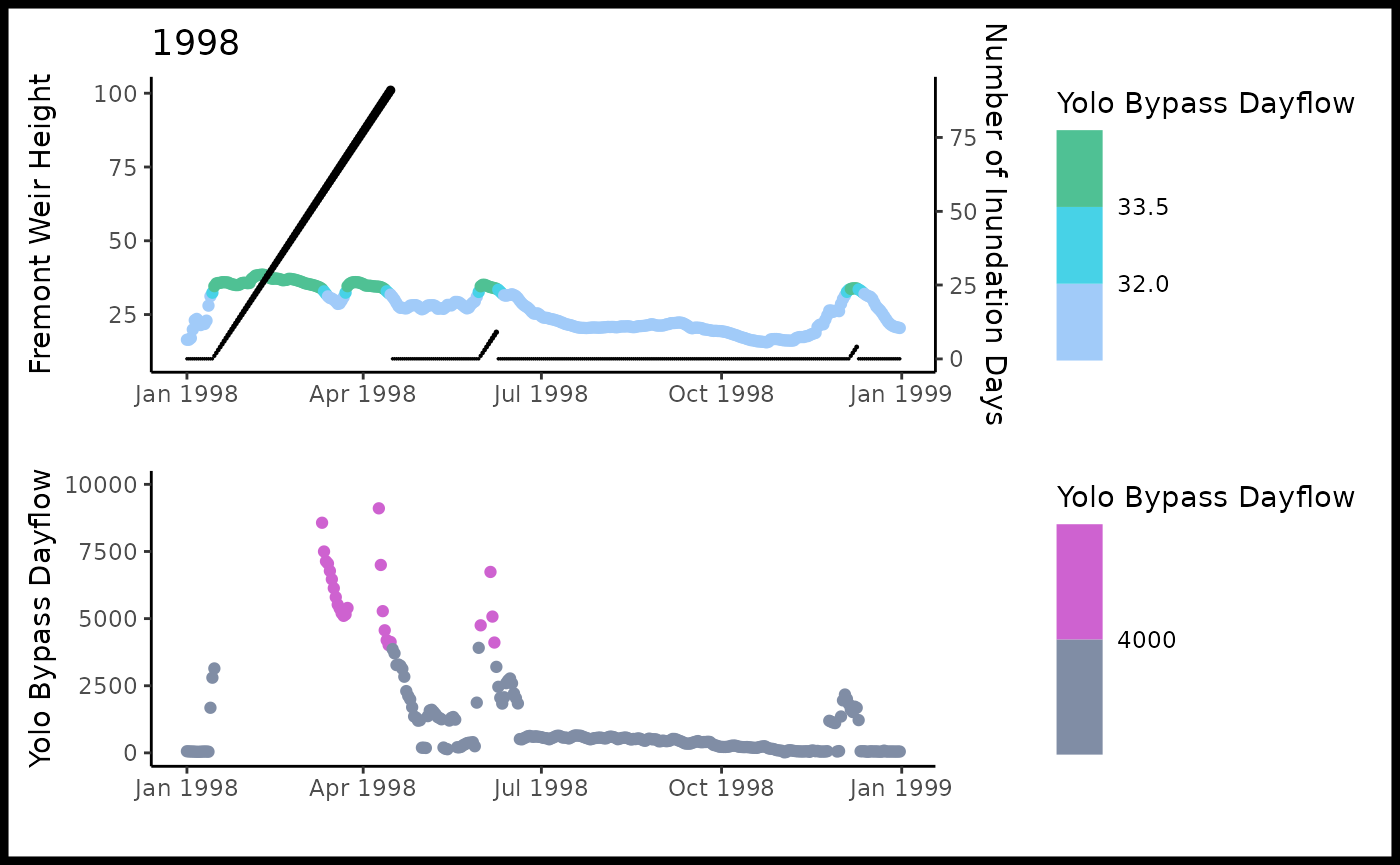 1998
Fremont Weir Height
100
75
50
25
Number of Inundation Days
75
50
25
0
Jan 1998 Apr 1998 Jul 1998 Oct 1998 Jan 1999
Yolo Bypass Dayflow
33.5
32.0
Yolo Bypass Dayflow
10000
7500
5000
2500
0
Jan 1998 Apr 1998 Jul 1998 Oct 1998 Jan 1999
Yolo Bypass Dayflow
4000